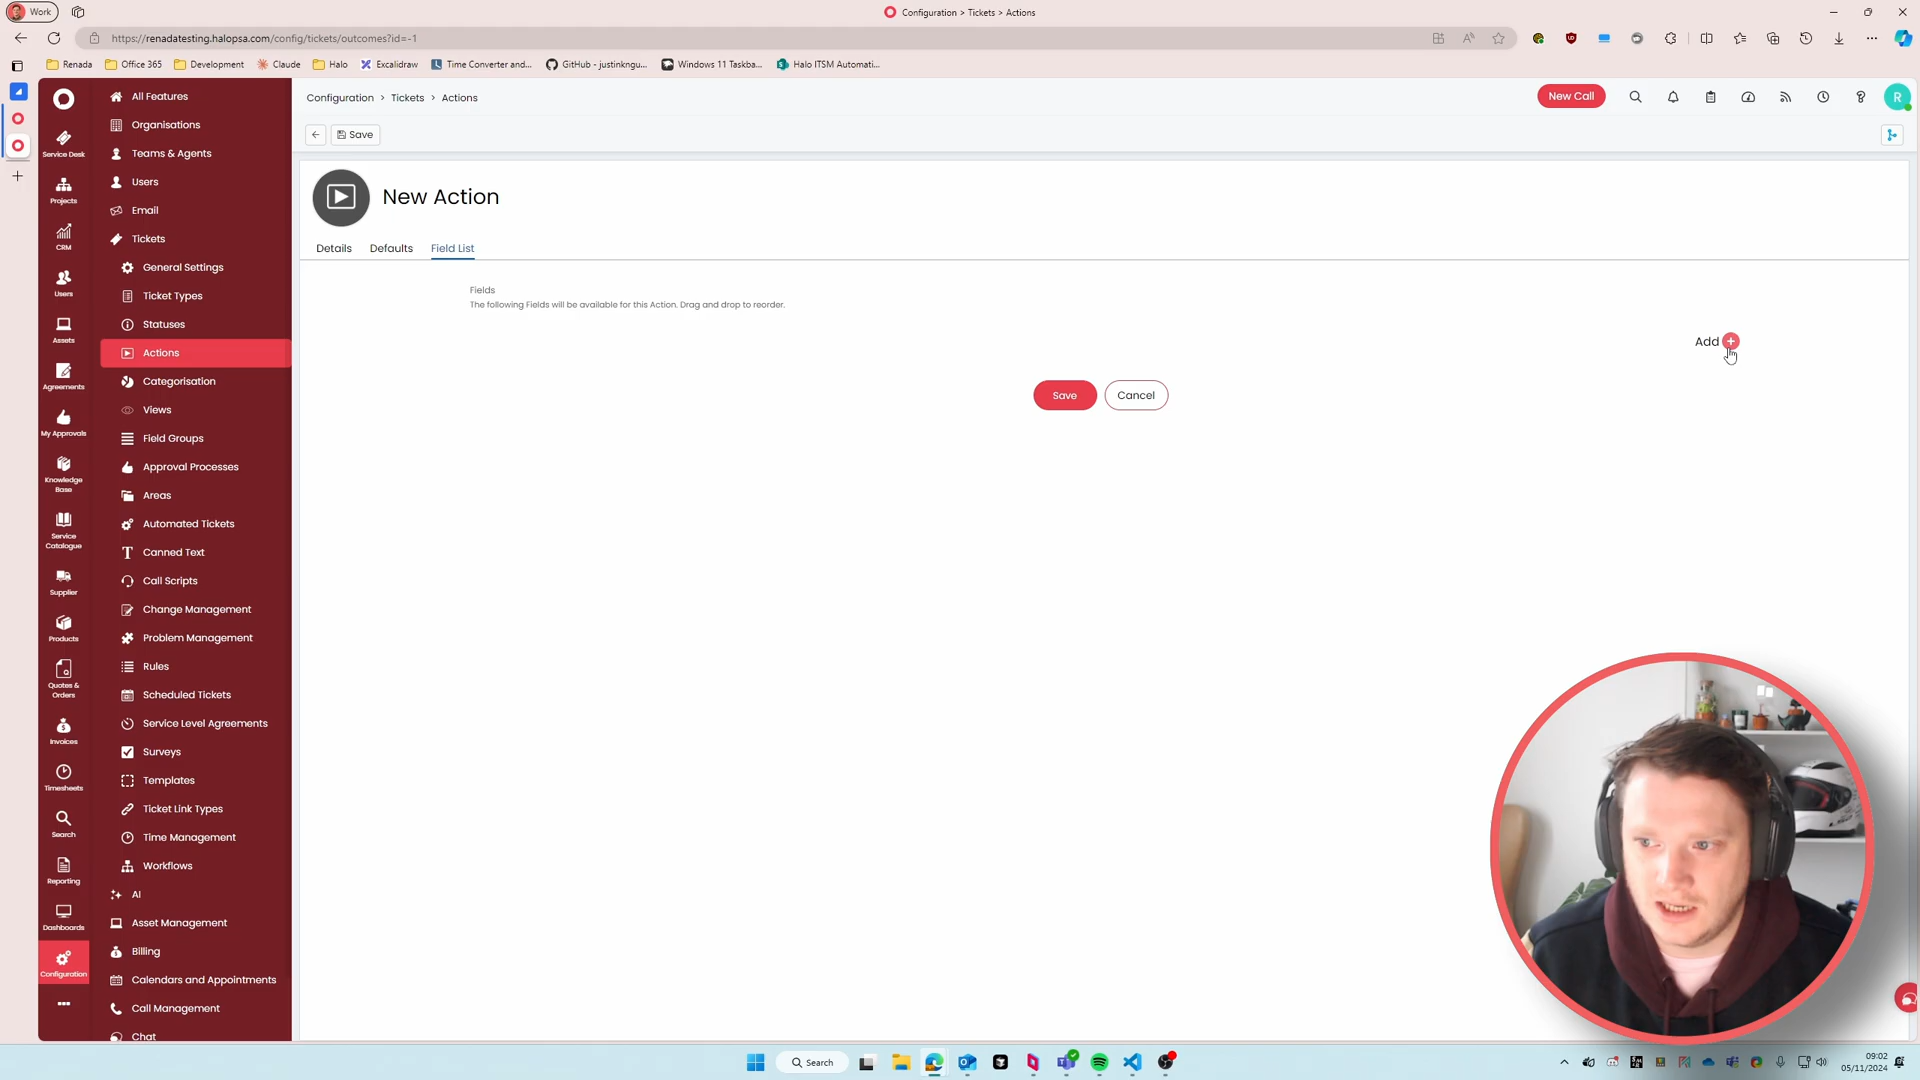 Work
Configuration > Tickets > Actions
https://renadatesting.halopsa.com/config/tickets/outcomes?id=-1
Renada
Office 365
Development
Claude
Halo
Excalidraw
Time Converter and...
GitHub - justinkngu...
Windows 11 Taskba...
Halo ITSM Automati...
Service Desk
Projects
CRM
Users
Assets
Agreements
My Approvals
Knowledge
Base
Service
Catalogue
Supplier
Products
Quotes &
Orders
Invoices
Timesheets
Search
Reporting
Dashboards
Configuration
All Features
Organisations
Teams & Agents
Users
Email
Tickets
General Settings
Ticket Types
Statuses
Actions
Categorisation
Views
Field Groups
Approval Processes
Areas
Automated Tickets
Canned Text
Call Scripts
Change Management
Problem Management
Rules
Scheduled Tickets
Service Level Agreements
Surveys
Templates
Ticket Link Types
Time Management
Workflows
AI
Asset Management
Billing
Calendars and Appointments
Call Management
Chat
Configuration > Tickets > Actions
New Call
R
Save
New Action
Details
Defaults
Field List
Fields
The following Fields will be available for this Action. Drag and drop to reorder.
Add
Save
Cancel
Search
09:02
05/11/2024